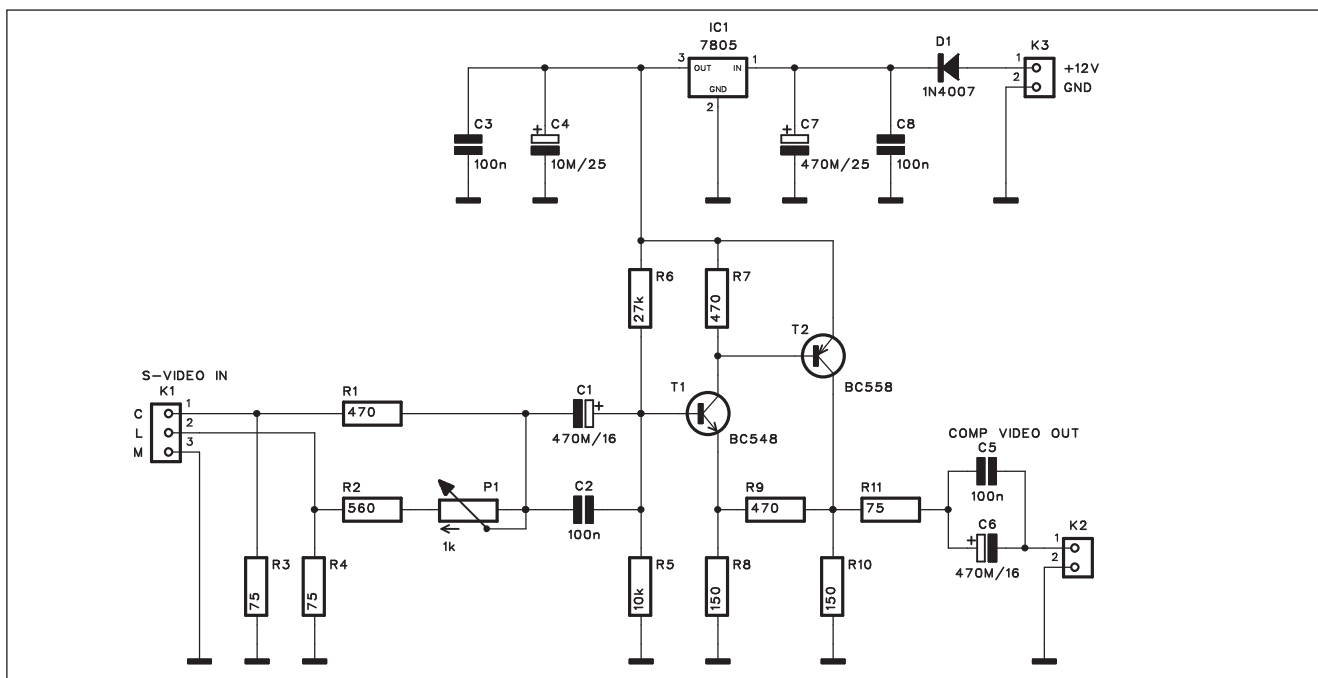 IC1
7805
3
OUT
IN
1
GND
2
D1
1N4007
K3
1
+12V
2
GND
C3
100n
+
C4
10M/25
+
C7
470M/25
C8
100n
R6
27k
R7
470
T2
BC558
S-VIDEO IN
K1
C
1
L
2
M
3
R1
470
C1
+
470M/16
T1
BC548
R2
560
P1
1k
C2
100n
R9
470
R11
75
COMP VIDEO OUT
C5
100n
C6
+
470M/16
K2
1
2
R3
75
R4
75
R5
10k
R8
150
R10
150